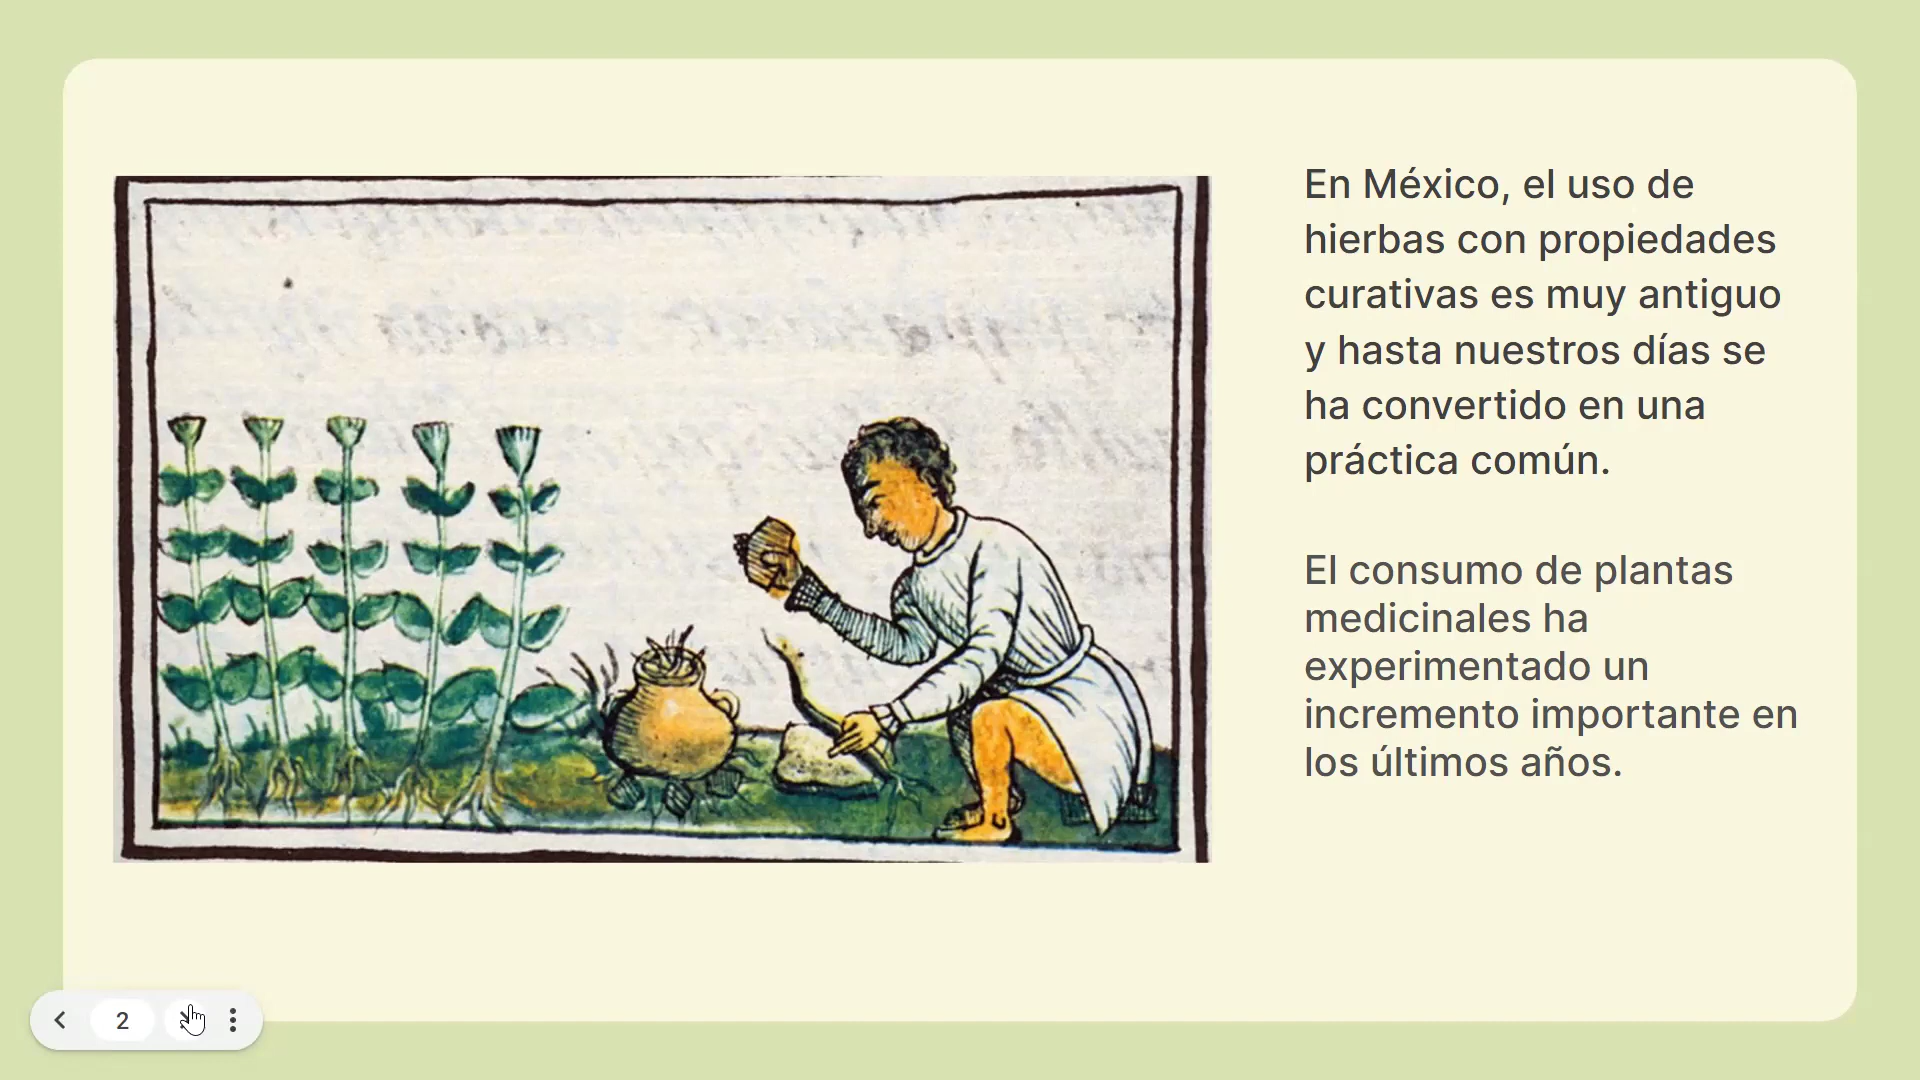 En México, el uso de
hierbas con propiedades
curativas es muy antiguo
y hasta nuestros días se
ha convertido en una
práctica común.
El consumo de plantas
medicinales ha
experimentado un
incremento importante en
los últimos años.
2